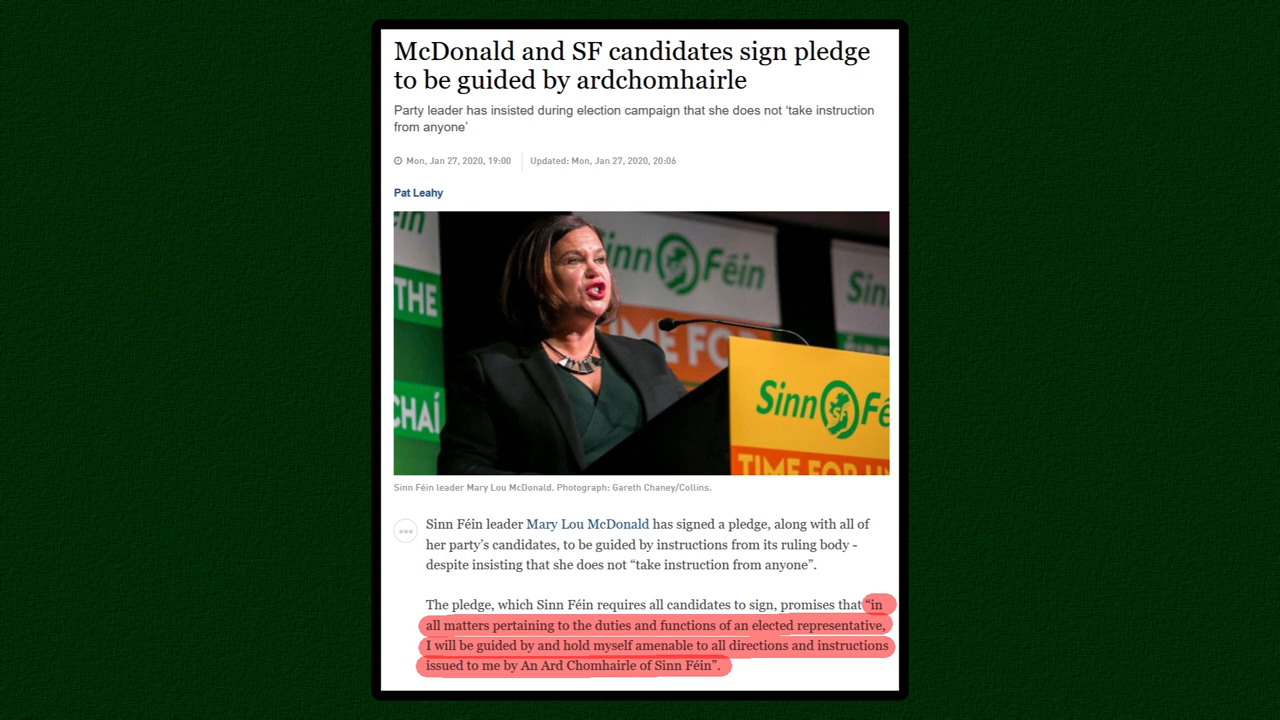 McDonald and SF candidates sign pledge
to be guided by ardchomhairle
Party leader has insisted during election campaign that she does not ‘take instruction
from anyone’
Mon, Jan 27, 2020, 19:00 Updated: Mon, Jan 27, 2020, 20:06
Pat Leahy
éin
THE
CHAÍ
inn Féin
TIME FO
Sin
Sinn SF Fé
TIME FOR U
Sinn Féin leader Mary Lou McDonald. Photograph: Gareth Chaney/Collins.
Sinn Féin leader Mary Lou McDonald has signed a pledge, along with all of
her party’s candidates, to be guided by instructions from its ruling body -
despite insisting that she does not “take instruction from anyone”.
The pledge, which Sinn Féin requires all candidates to sign, promises that “in
all matters pertaining to the duties and functions of an elected representative,
I will be guided by and hold myself amenable to all directions and instructions
issued to me by An Ard Chomhairle of Sinn Féin”.